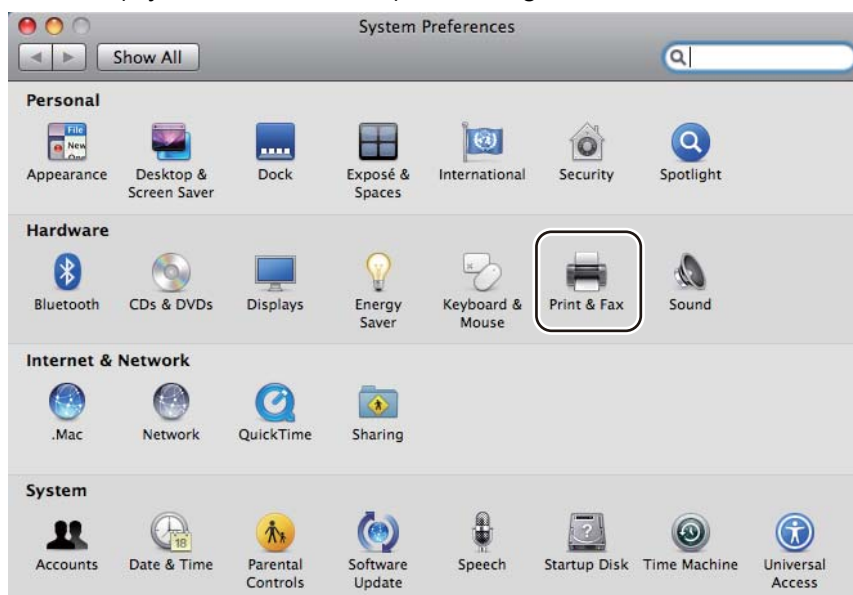 System Preferences
Show All
Personal
Appearance
Desktop &
Screen Saver
Dock
Exposé &
Spaces
International
Security
Spotlight
Hardware
Bluetooth
CDs & DVDs
Displays
Energy
Saver
Keyboard &
Mouse
Print & Fax
Sound
Internet & Network
.Mac
Network
QuickTime
Sharing
System
Accounts
Date & Time
Parental
Controls
Software
Update
Speech
Startup Disk
Time Machine
Universal
Access